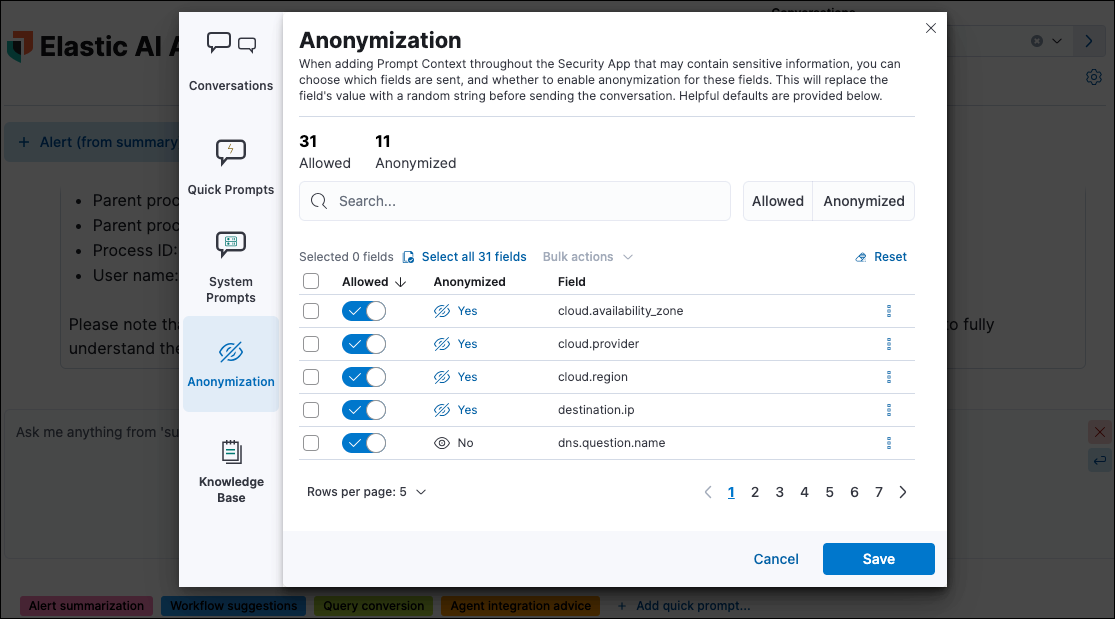 Conversations
Elastic AI A
Alert (from summary
Parent proc
Parent proc
Process ID:
User name:
Please note tha
to fully
understand the
Ask me anything from 'su
Alert summarization
Workflow suggestions
Query conversion
Agent integration advice
+ Add quick prompt...
Conversations
Quick Prompts
System
Prompts
Anonymization
Knowledge
Base
Anonymization
When adding Prompt Context throughout the Security App that may contain sensitive information, you can
choose which fields are sent, and whether to enable anonymization for these fields. This will replace the
field's value with a random string before sending the conversation. Helpful defaults are provided below.
31 11
Allowed Anonymized
Search... Allowed Anonymized
Selected 0 fields Select all 31 fields Bulk actions Reset
Allowed Anonymized Field
Yes cloud.availability_zone
Yes cloud.provider
Yes cloud.region
Yes destination.ip
No dns.question.name
Rows per page: 5 1 2 3 4 5 6 7
Cancel Save